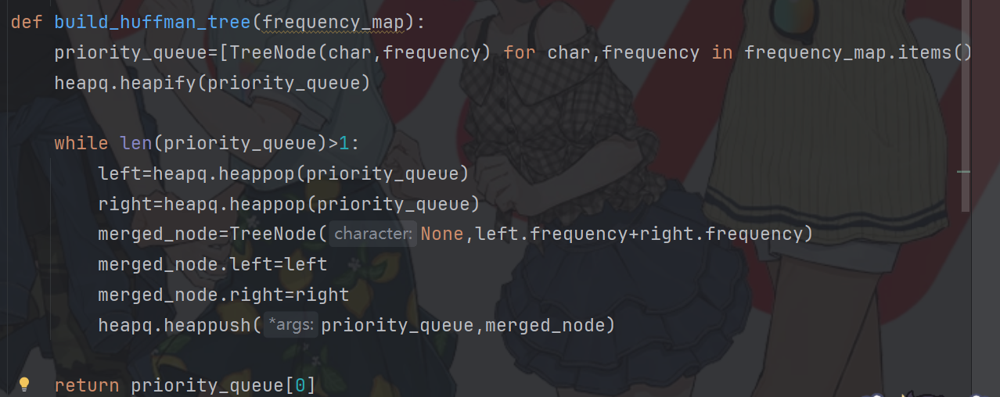 def build_huffman_tree(frequency_map):
    priority_queue=[TreeNode(char,frequency) for char,frequency in frequency_map.items()
    heapq.heapify(priority_queue)
    while len(priority_queue)>1:
        left=heapq.heappop(priority_queue)
        right=heapq.heappop(priority_queue)
        merged_node=TreeNode( character: None,left.frequency+right.frequency)
        merged_node.left=left
        merged_node.right=right
        heapq.heappush( *args: priority_queue,merged_node)
    return priority_queue[0]